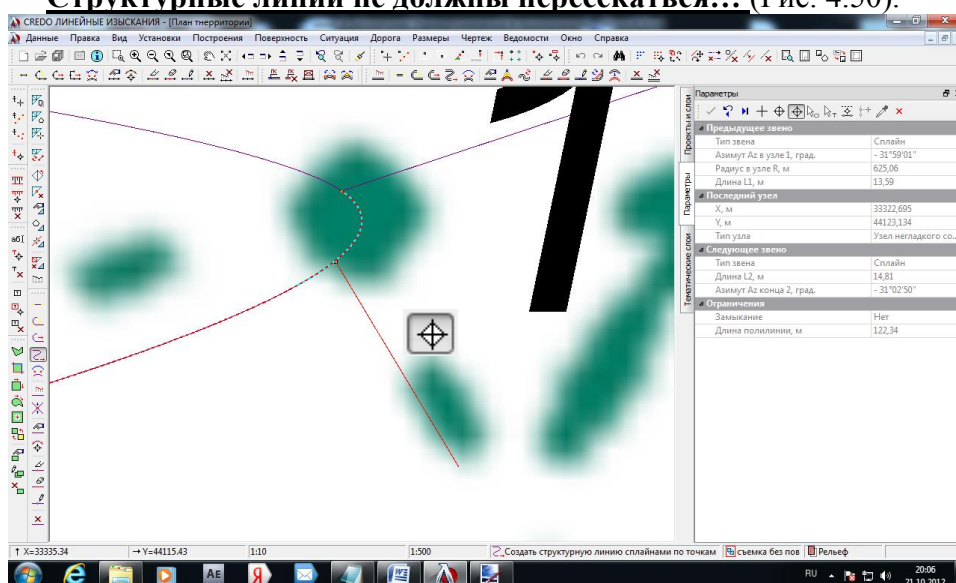 Структурные линии не должны пересекаться… (Рис. 4.50).
CREDO ЛИНЕЙНЫЕ ИЗЫСКАНИЯ - [План тнерритории]
Данные Правка Вид Установки Построения Поверхность Ситуация Дорога Размеры Чертеж Ведомости Окно Справка
Параметры
Проекты и слои
Параметры
Тематические слои
Предыдущее звено
Тип звена Сплайн
Азимут Az в узле 1, град. - 31°59'01"
Радиус в узле R, м 625,06
Длина L1, м 13,59
Последний узел
X, м 33322,695
Y, м 44123,134
Тип узла Узел негладкого со..
Следующее звено
Тип звена Сплайн
Длина L2, м 14,81
Азимут Az конца 2, град. - 31°02'50"
Ограничения
Замыкание Нет
Длина полилинии, м 122,34
X=33335.34 Y=44115.43 1:10 1:500 Создать структурную линию сплайнами по точкам съемка без пов Рельеф
AE Я RU 20:06
21.10.2012